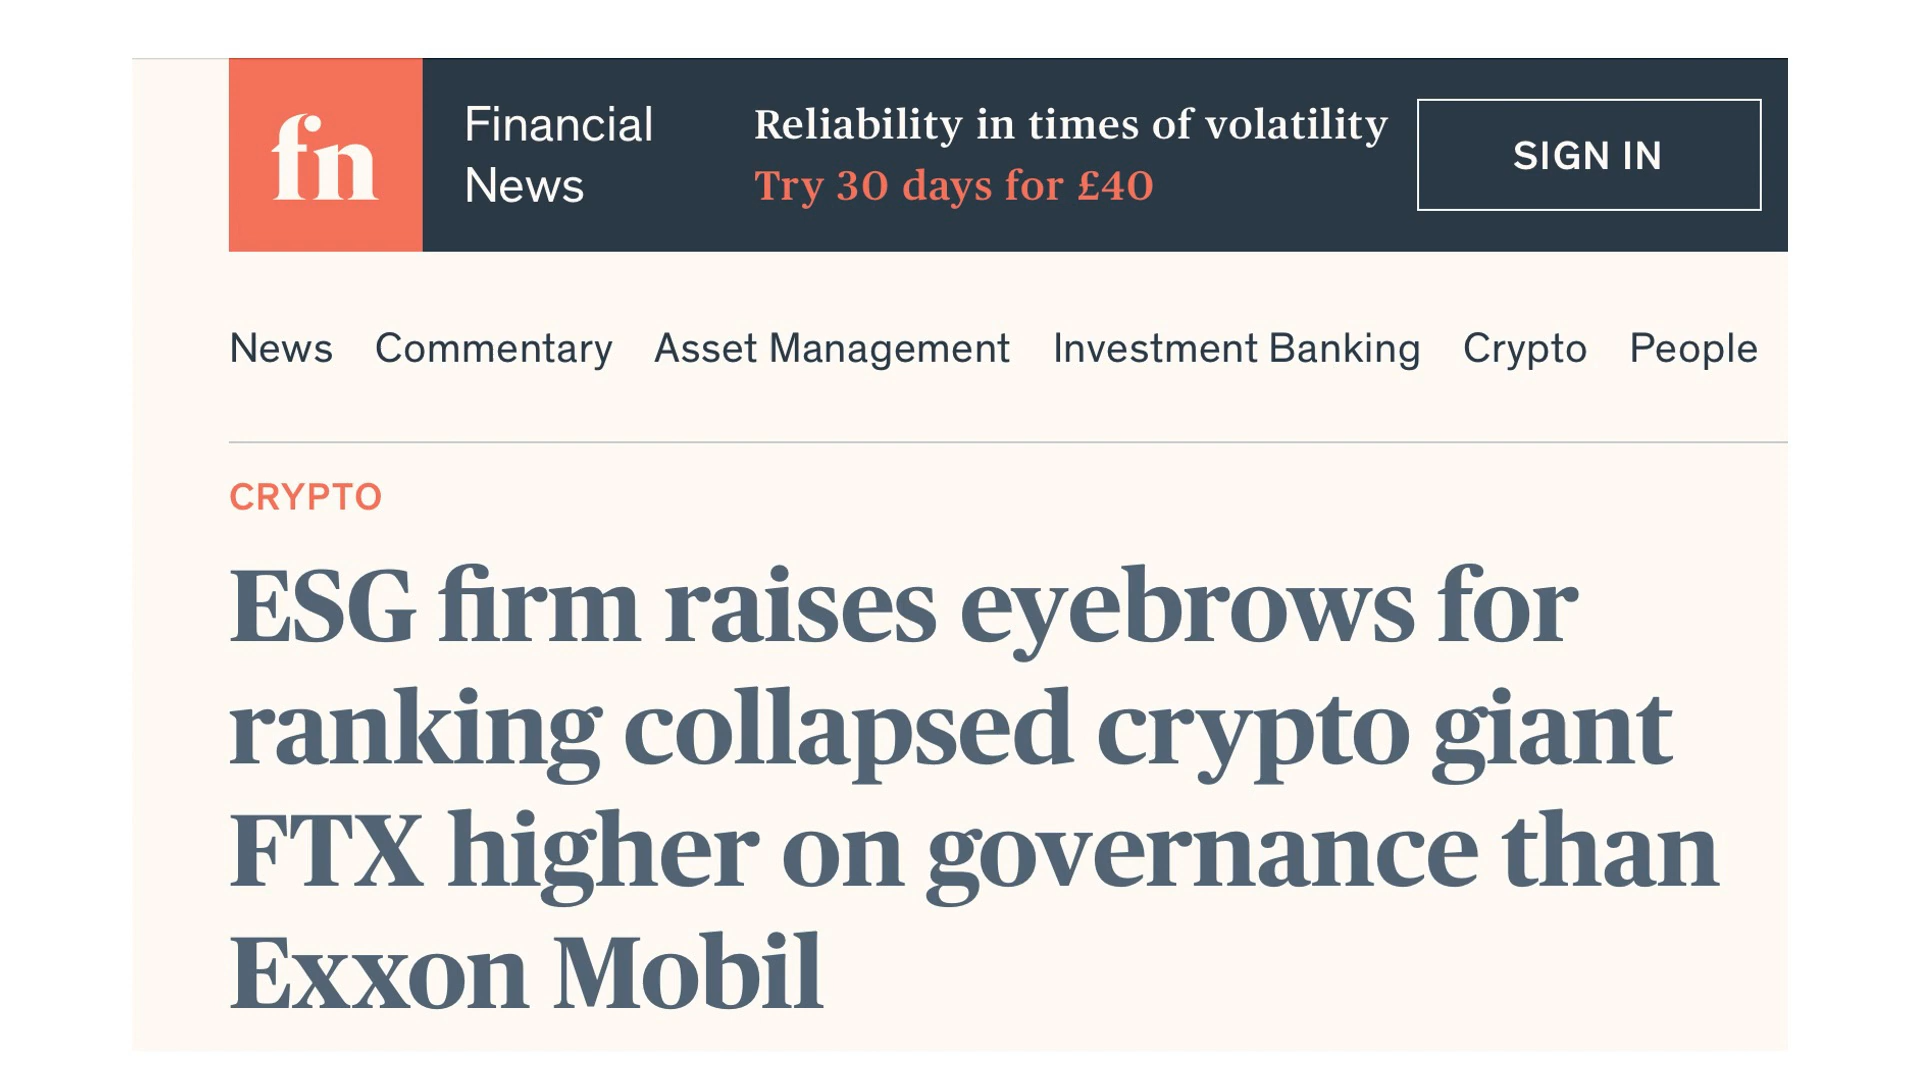 fn
Financial
News
Reliability in times of volatility
Try 30 days for £40
SIGN IN
News Commentary Asset Management Investment Banking Crypto People
CRYPTO
ESG firm raises eyebrows for
ranking collapsed crypto giant
FTX higher on governance than
Exxon Mobil